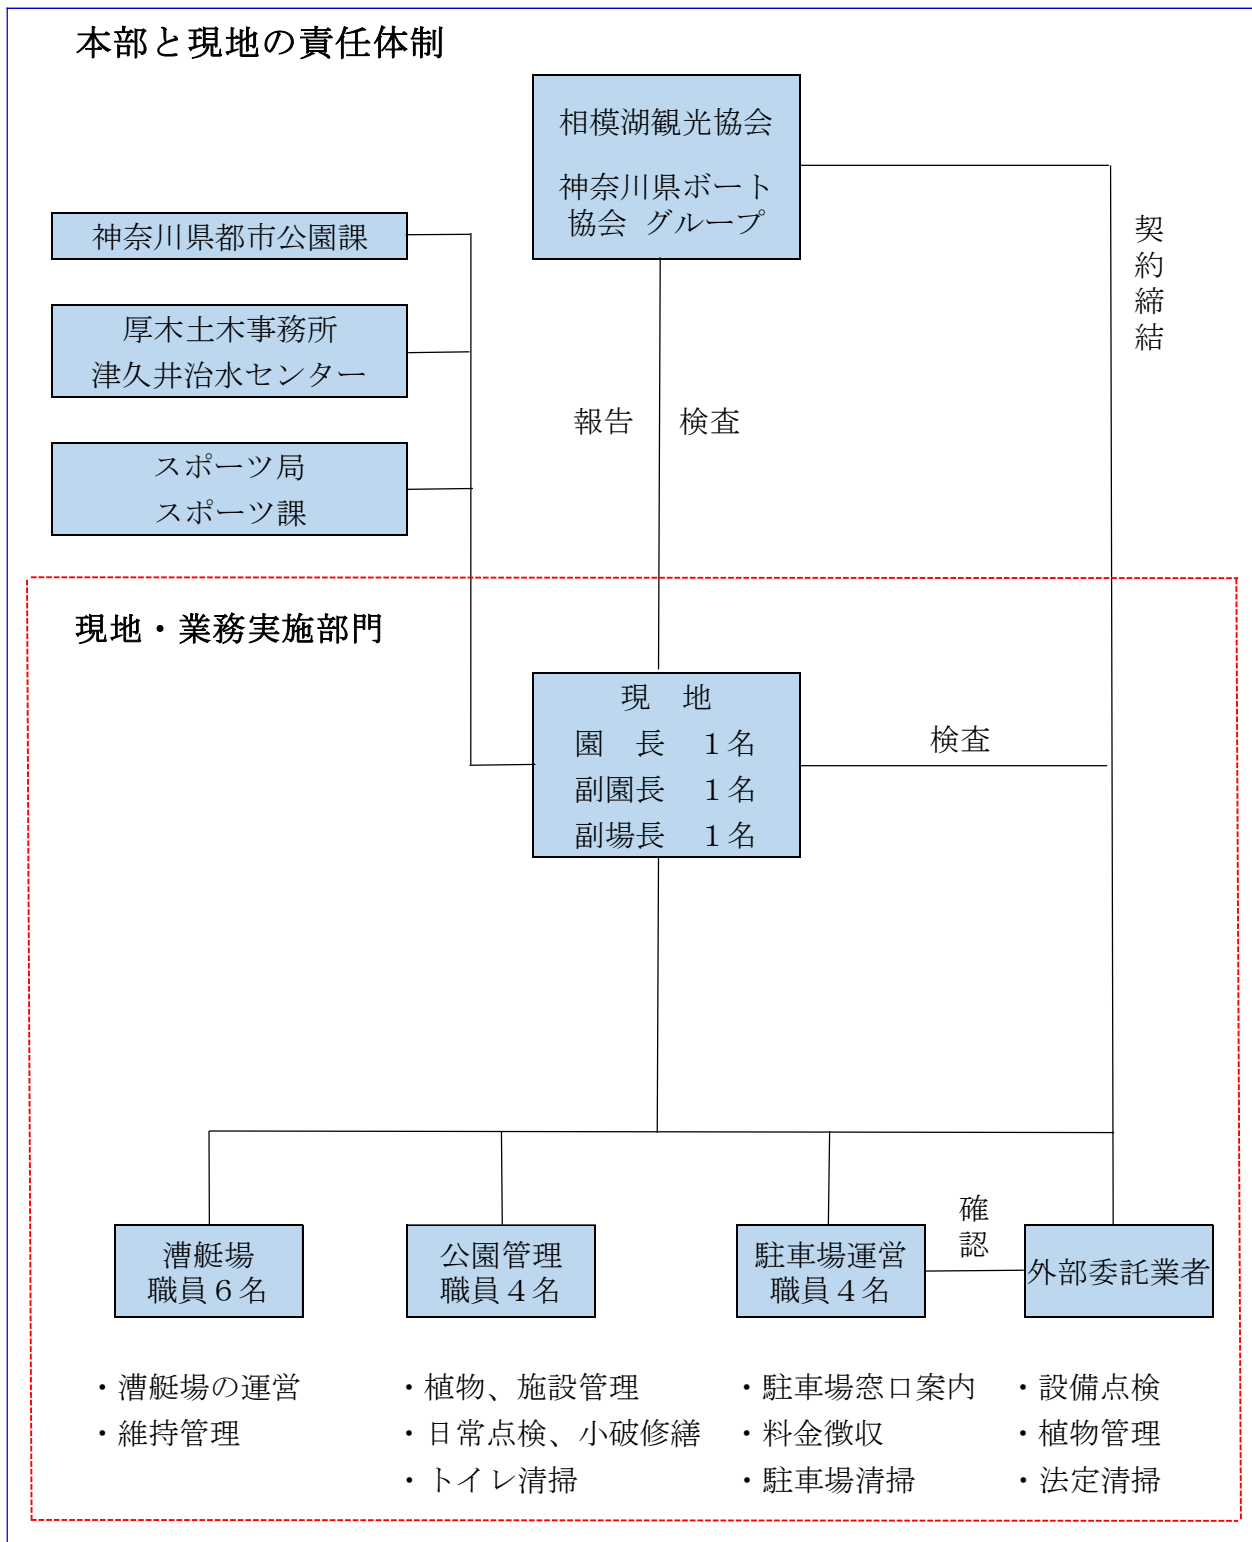 本部と現地の責任体制
相模湖観光協会
神奈川県ボート
協会 グループ
神奈川県都市公園課
厚木土木事務所
津久井治水センター
スポーツ局
スポーツ課
契約締結
報告 検査
現地・業務実施部門
現 地
園 長 1名
副園長 1名
副場長 1名
検査
漕艇場
職員6名
公園管理
職員4名
駐車場運営
職員4名
確認
外部委託業者
・漕艇場の運営
・維持管理
・植物、施設管理
・日常点検、小破修繕
・トイレ清掃
・駐車場窓口案内
・料金徴収
・駐車場清掃
・設備点検
・植物管理
・法定清掃